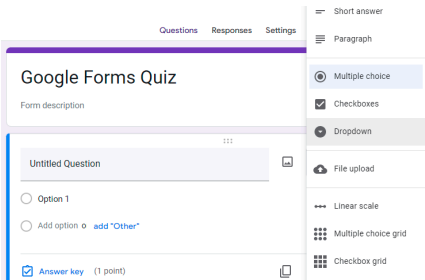 Short answer
Questions Responses Settings
Paragraph
Google Forms Quiz
Multiple choice
Form description
Checkboxes
Dropdown
Untitled Question
File upload
Option 1
Linear scale
Add option o add "Other"
Multiple choice grid
Checkbox grid
Answer key (1 point)